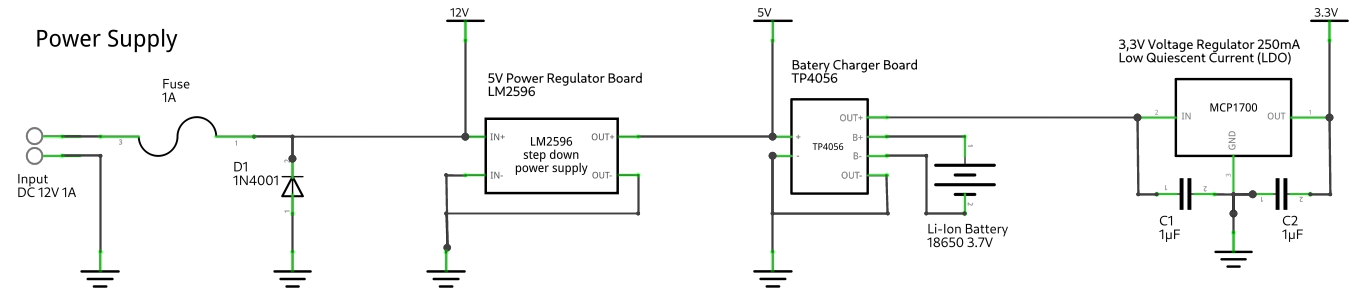 Power Supply
12V
5V
3.3V
Fuse
1A
5V Power Regulator Board
LM2596
Batery Charger Board
TP4056
3,3V Voltage Regulator 250mA
Low Quiescent Current (LDO)
3
1
IN+
LM2596
step down
power supply
OUT+
IN-
OUT-
+
-
TP4056
OUT+
B+
B-
OUT-
1
2
2
IN
MCP1700
OUT
1
GND
3
Input
DC 12V 1A
D1
1N4001
2
1
Li-Ion Battery
18650 3.7V
1
2
C1
1µF
1
2
C2
1µF